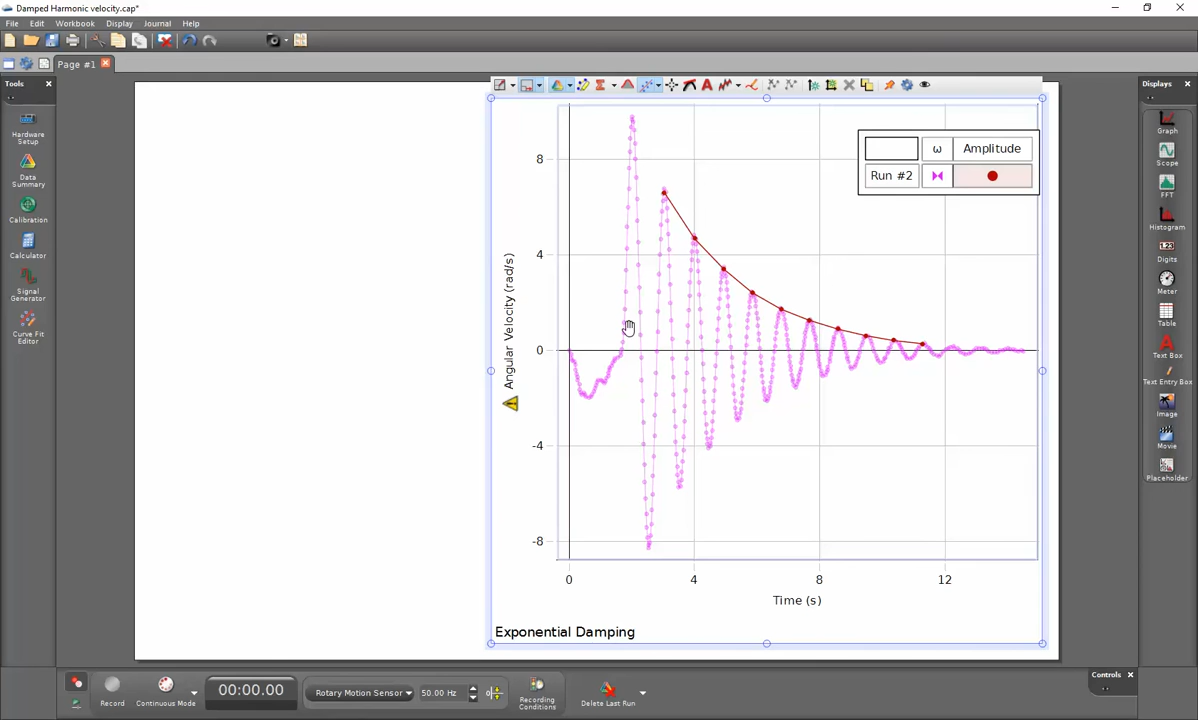 Damped Harmonic velocity.cap*
File Edit Workbook Display Journal Help
Page #1
Tools
Hardware
Setup
Data
Summary
Calibration
Calculator
Signal
Generator
Curve Fit
Editor
8
4
0
-4
-8
Angular Velocity (rad/s)
0 4 8 12
Time (s)
ω Amplitude
Run #2
Exponential Damping
Displays
Graph
Scope
FFT
Histogram
Digits
Meter
Table
Text Box
Text Entry Box
Image
Movie
Placeholder
Record
Continuous Mode
00:00.00
Rotary Motion Sensor
50.00 Hz
Recording
Conditions
Delete Last Run
Controls